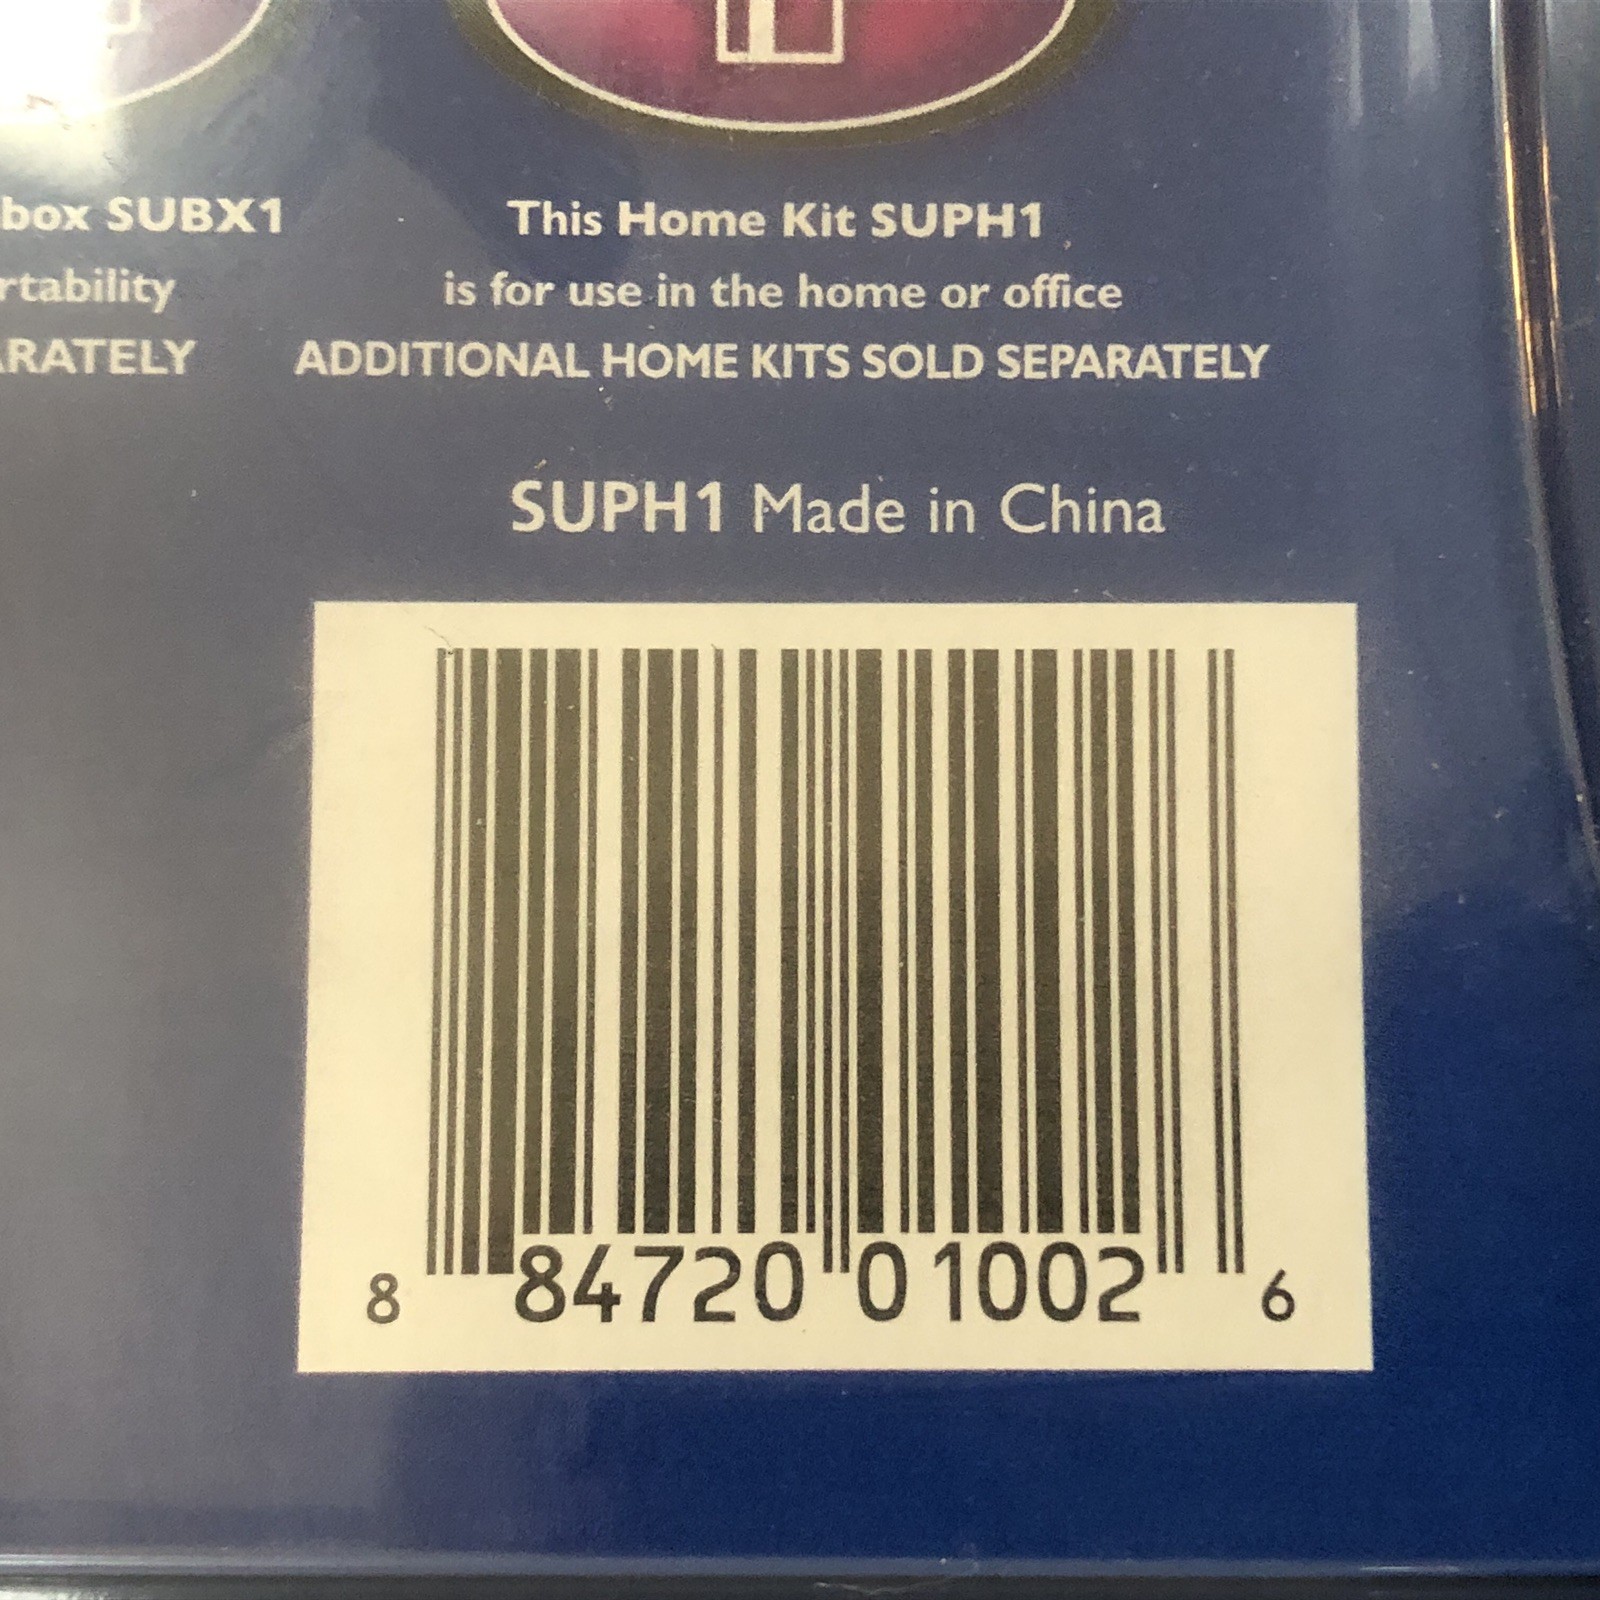 box SUBX1
rtability
ARATELY
This Home Kit SUPH1
is for use in the home or office
ADDITIONAL HOME KITS SOLD SEPARATELY
SUPH1 Made in China
8 84720 01002 6